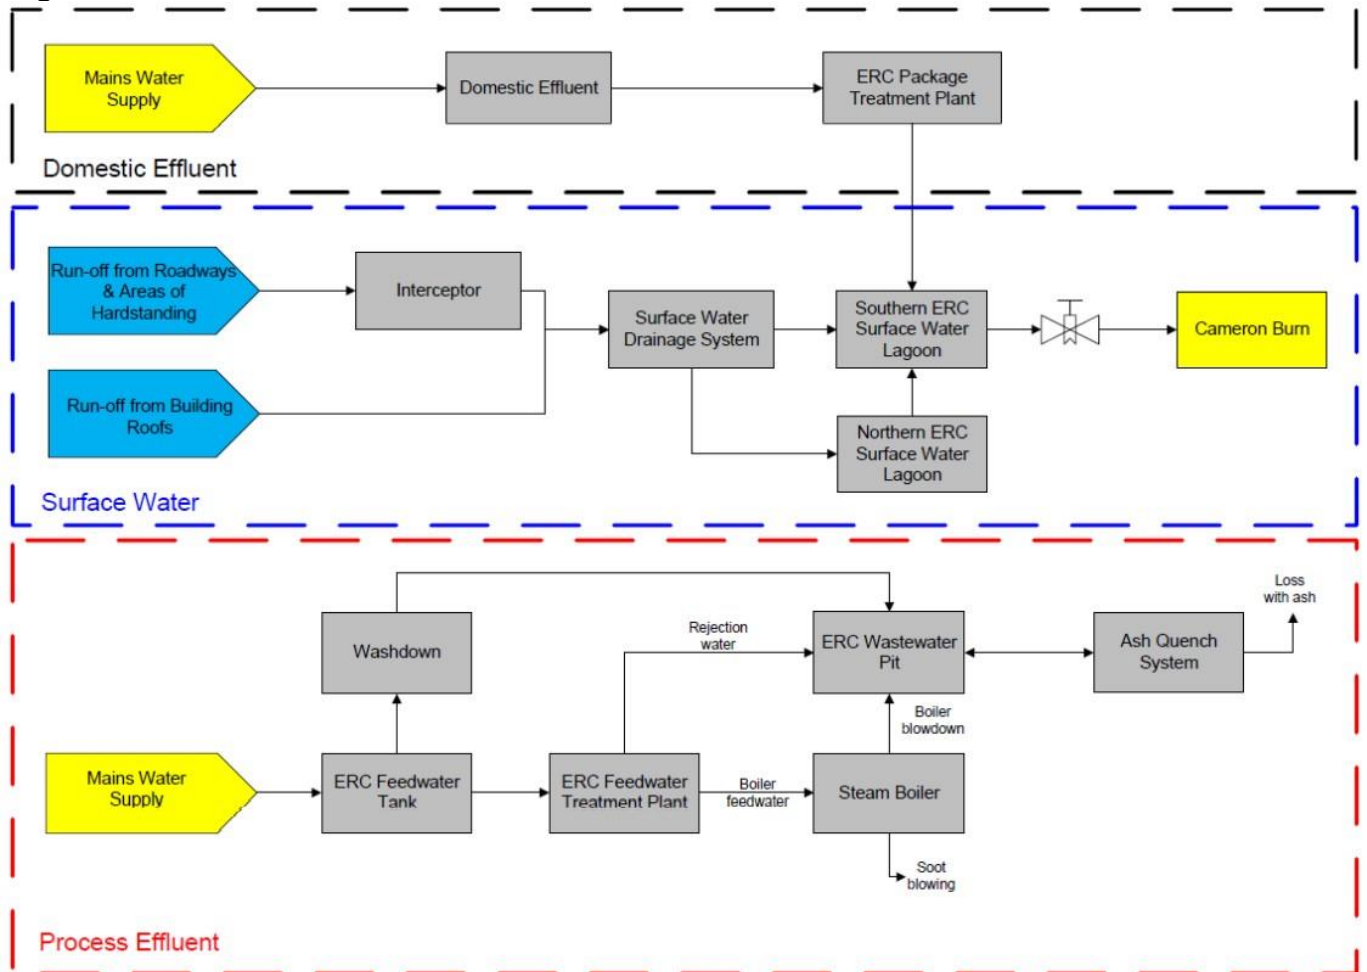 Mains Water
Supply
Domestic Effluent
ERC Package
Treatment Plant
Domestic Effluent
Run-off from Roadways
& Areas of
Hardstanding
Interceptor
Surface Water
Drainage System
Southern ERC
Surface Water
Lagoon
Cameron Burn
Run-off from Building
Roofs
Northern ERC
Surface Water
Lagoon
Surface Water
Loss
with ash
Washdown
Rejection
water
ERC Wastewater
Pit
Ash Quench
System
Boiler
blowdown
Mains Water
Supply
ERC Feedwater
Tank
ERC Feedwater
Treatment Plant
Boiler
feedwater
Steam Boiler
Soot
blowing
Process Effluent